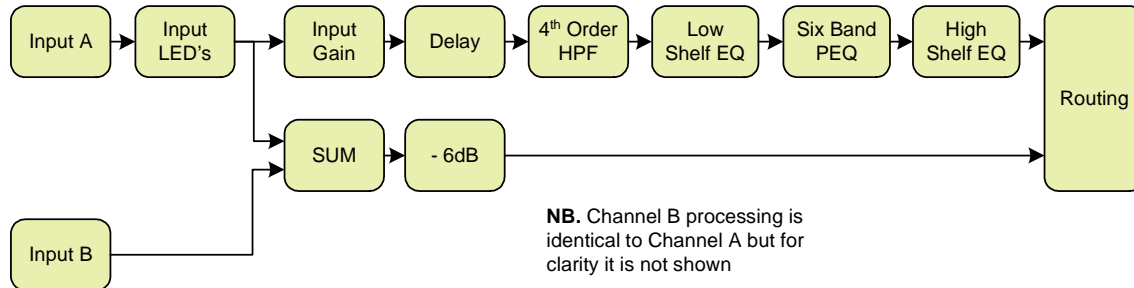 Input A
Input
LED’s
Input
Gain
Delay
4th Order
HPF
Low
Shelf EQ
Six Band
PEQ
High
Shelf EQ
Routing
SUM
- 6dB
Input B
NB. Channel B processing is
identical to Channel A but for
clarity it is not shown